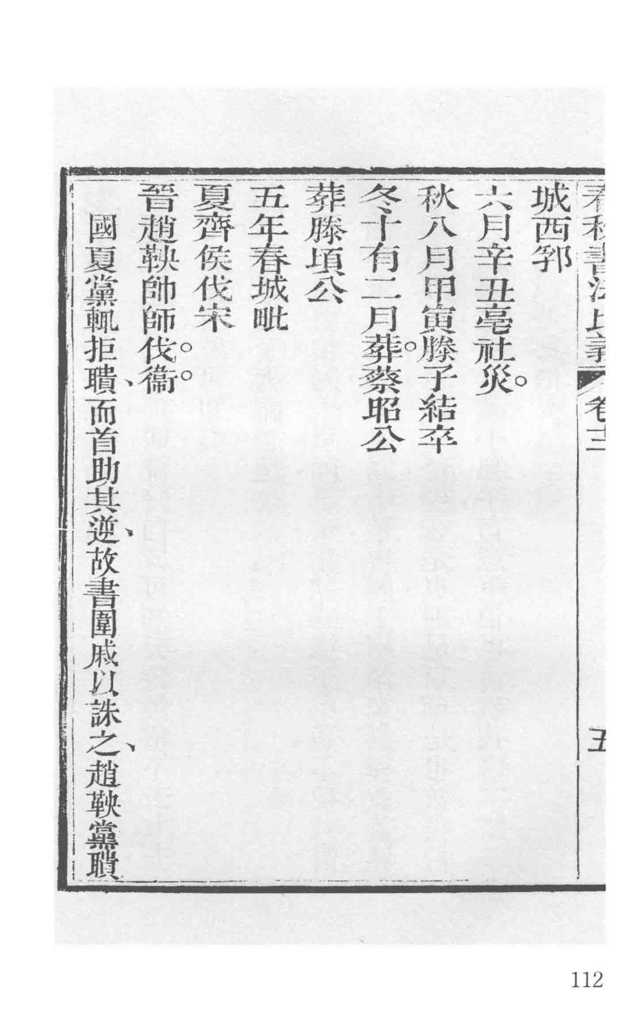 春秋書法比義 卷十二 五
城西郛
六月辛丑亳社災。
秋八月甲寅滕子結卒
冬十有二月葬。蔡昭公
葬滕頃公
五年春城毗
夏齊侯伐宋
晉趙鞅帥師伐。衞。
國夏黨輒拒聵、而首助其逆、故書圍戚以誅之、趙鞅黨聵
112